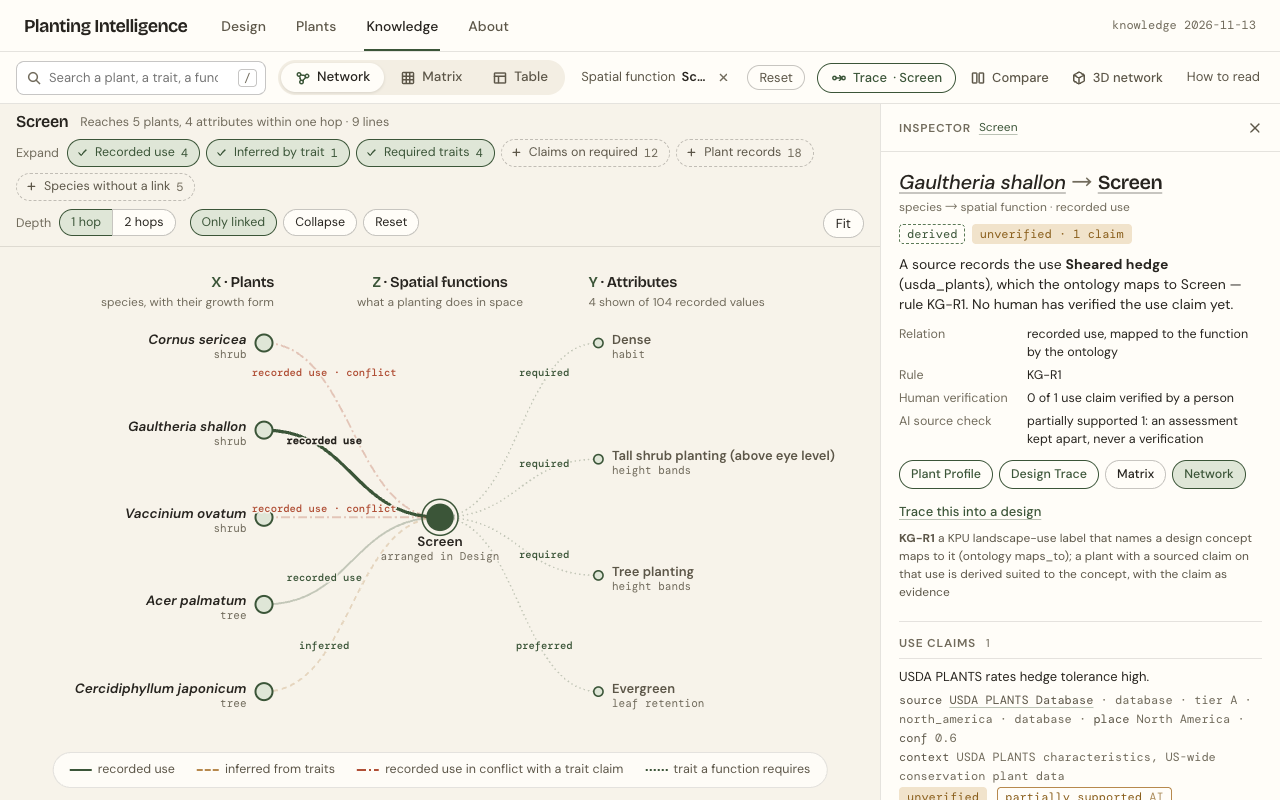 Planting Intelligence
Design
Plants
Knowledge
About
knowledge 2026-11-13
Search a plant, a trait, a func
/
Network
Matrix
Table
Spatial function Sc… ×
Reset
Trace · Screen
Compare
3D network
How to read
Screen Reaches 5 plants, 4 attributes within one hop · 9 lines
Expand ✓ Recorded use 4 ✓ Inferred by trait 1 ✓ Required traits 4 + Claims on required 12 + Plant records 18
+ Species without a link 5
Depth 1 hop 2 hops Only linked Collapse Reset Fit
X · Plants
species, with their growth form
Z · Spatial functions
what a planting does in space
Y · Attributes
4 shown of 104 recorded values
Cornus sericea
shrub
recorded use · conflict
Gaultheria shallon
shrub
recorded use
Vaccinium ovatum
shrub
recorded use · conflict
Acer palmatum
tree
recorded use
Cercidiphyllum japonicum
tree
inferred
Screen
arranged in Design
required
Dense
habit
required
Tall shrub planting (above eye level)
height bands
required
Tree planting
height bands
preferred
Evergreen
leaf retention
recorded use
inferred from traits
recorded use in conflict with a trait claim
trait a function requires
INSPECTOR Screen ×
Gaultheria shallon → Screen
species → spatial function · recorded use
derived unverified · 1 claim
A source records the use Sheared hedge
(usda_plants), which the ontology maps to Screen —
rule KG-R1. No human has verified the use claim yet.
Relation recorded use, mapped to the function
by the ontology
Rule KG-R1
Human verification 0 of 1 use claim verified by a person
AI source check partially supported 1: an assessment
kept apart, never a verification
Plant Profile Design Trace Matrix Network
Trace this into a design
KG-R1 a KPU landscape-use label that names a design concept
maps to it (ontology maps_to); a plant with a sourced claim on
that use is derived suited to the concept, with the claim as
evidence
USE CLAIMS 1
USDA PLANTS rates hedge tolerance high.
source USDA PLANTS Database · database · tier A ·
north_america · database · place North America ·
conf 0.6
context USDA PLANTS characteristics, US-wide
conservation plant data
unverified partially supported AI